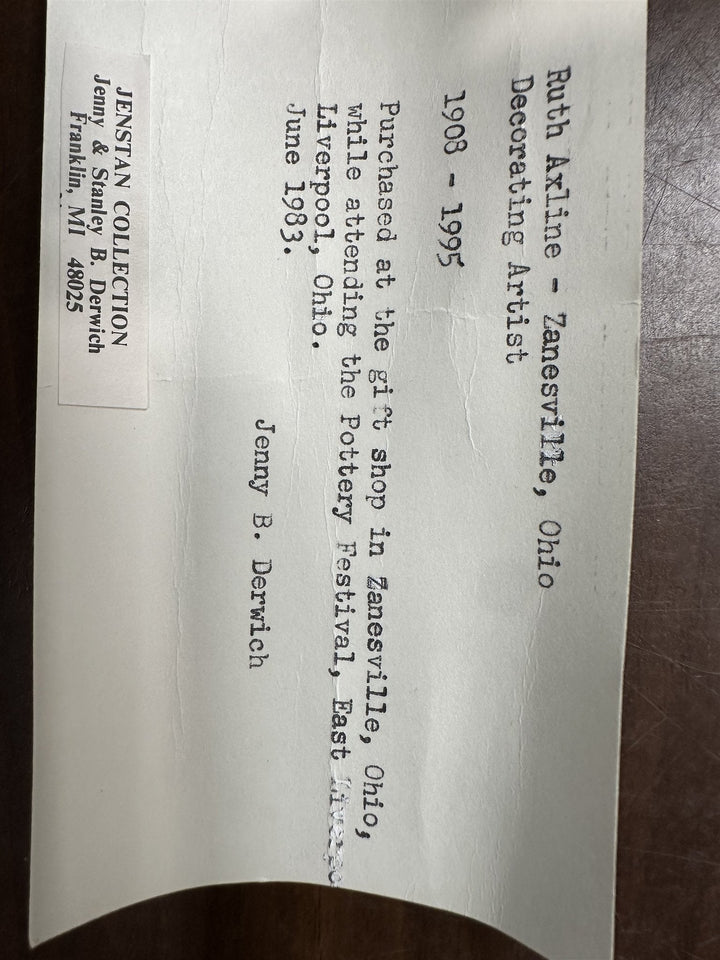 Ruth Axline - Zanesville, Ohio
Decorating Artist
1908 - 1995
Purchased at the gift shop in Zanesville, Ohio,
while attending the Pottery Festival, East
Liverpool, Ohio.
June 1983.
Jenny B. Derwich
JENSTAN COLLECTION
Jenny & Stanley B. Derwich
Franklin, MI 48025